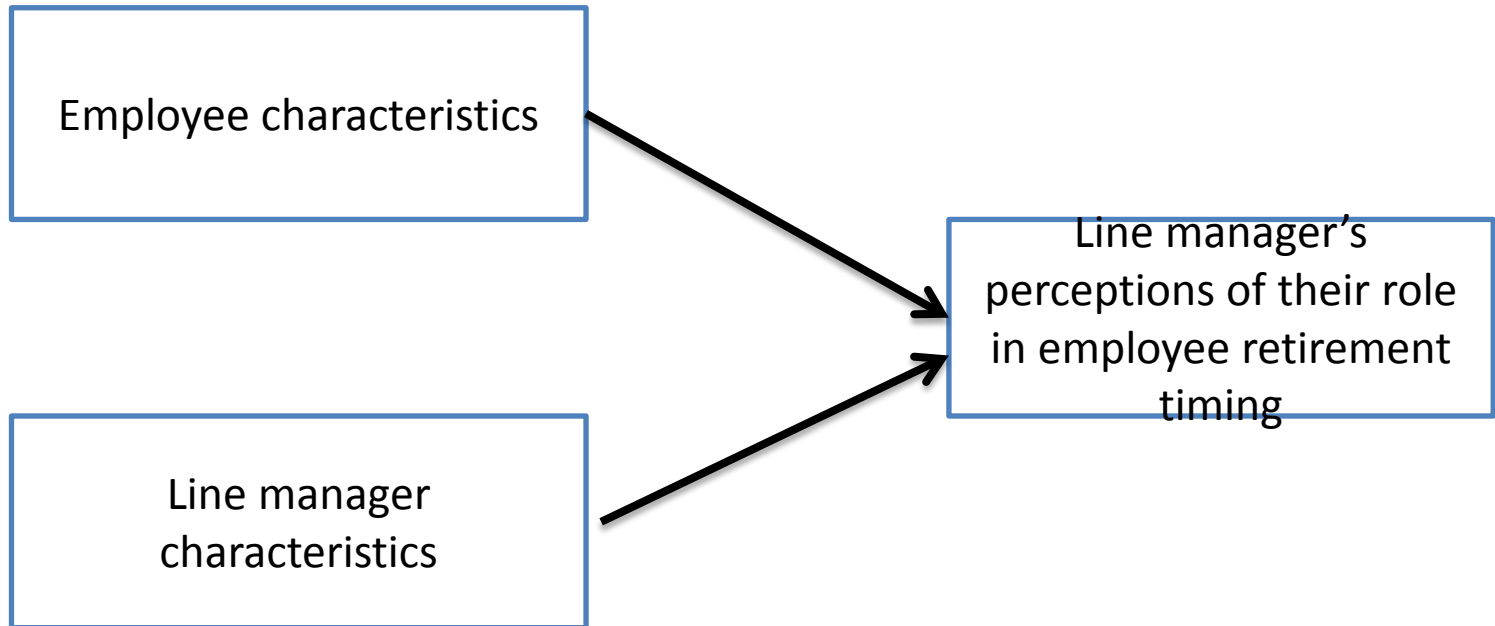 Employee characteristics
Line manager’s
perceptions of their role
in employee retirement
timing
Line manager
characteristics